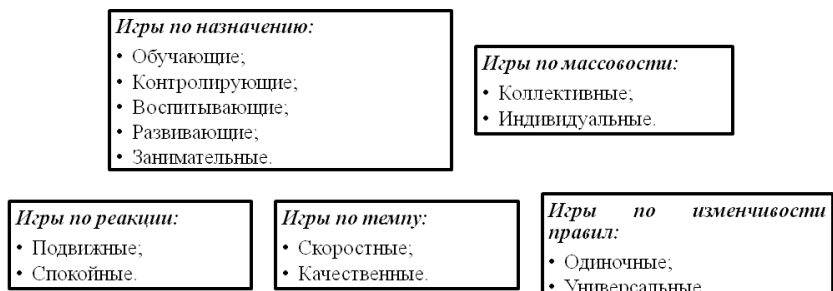 Игры по назначению:
• Обучающие;
• Контролирующие;
• Воспитывающие;
• Развивающие;
• Занимательные.
Игры по массовости:
• Коллективные;
• Индивидуальные.
Игры по реакции:
• Подвижные;
• Спокойные.
Игры по темпу:
• Скоростные;
• Качественные.
Игры по изменчивости
правил:
• Одиночные;
• Универсальные